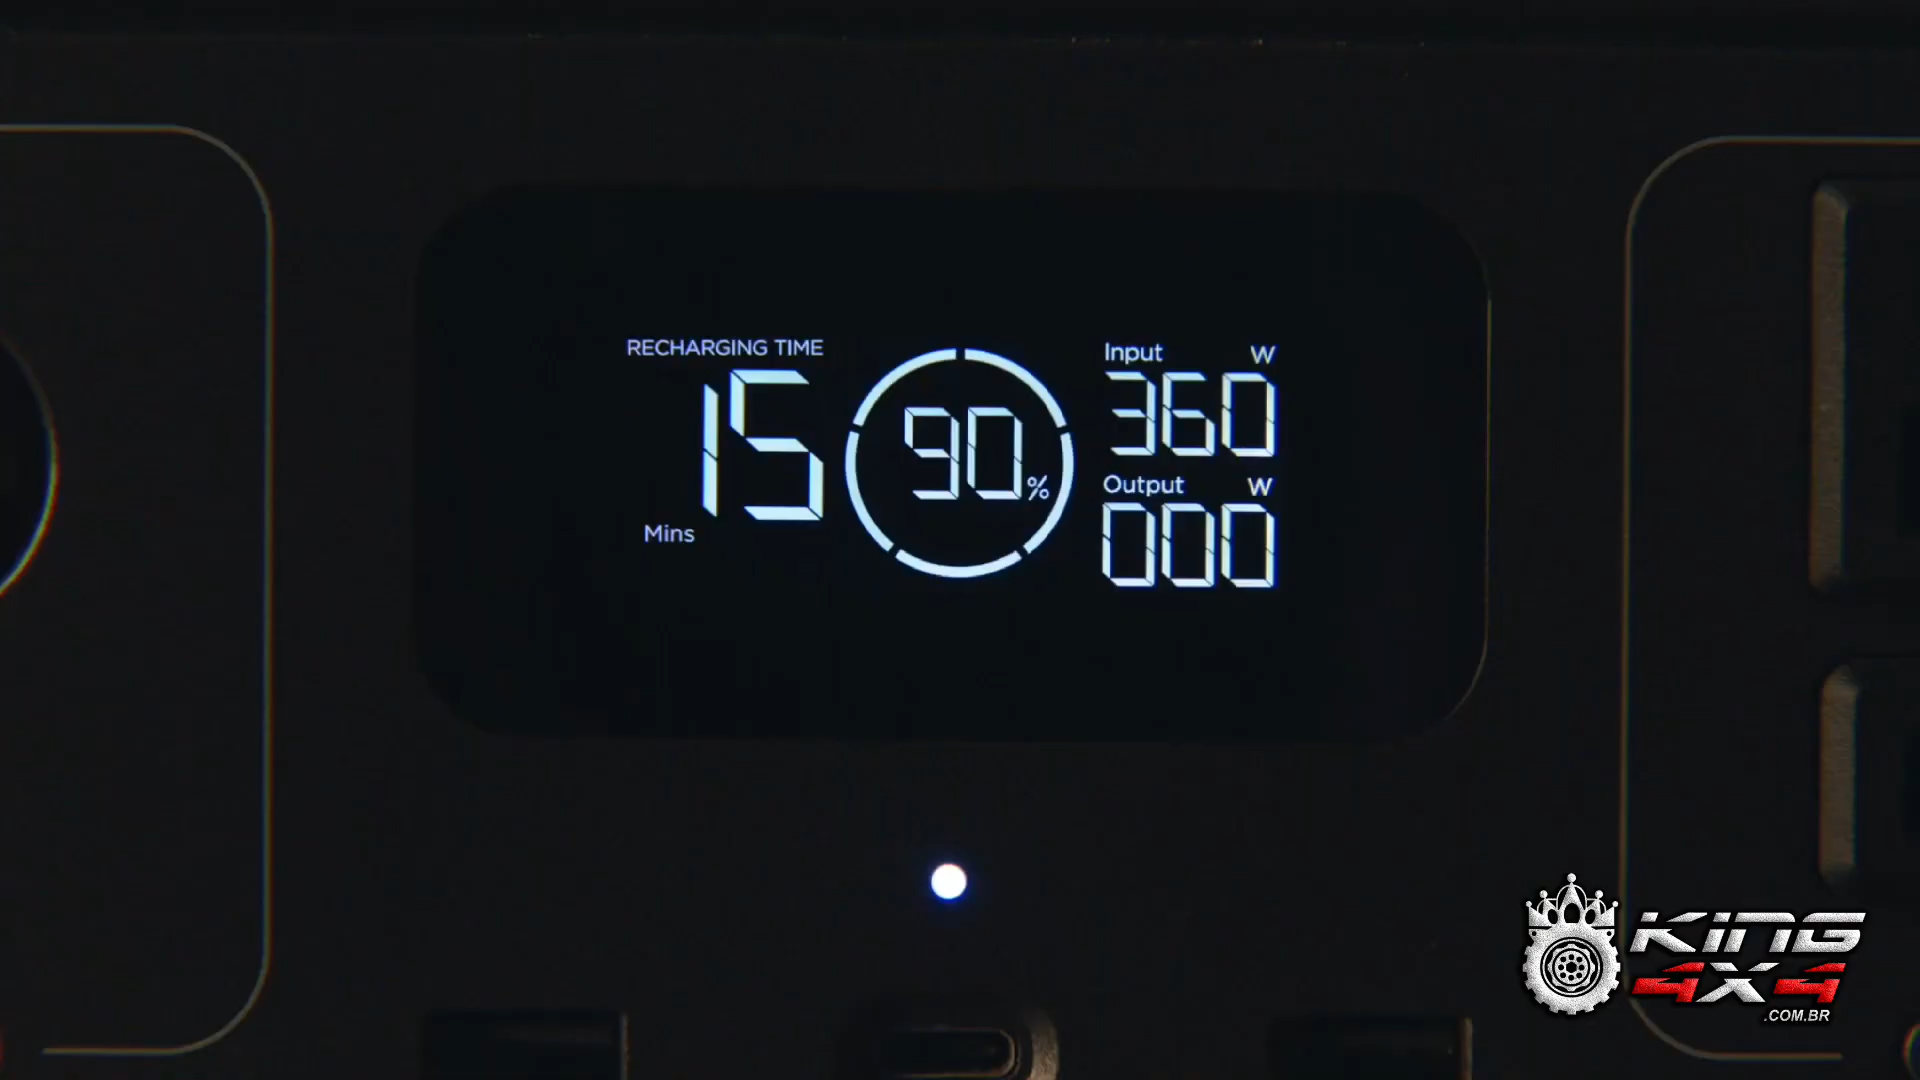 RECHARGING TIME
15
Mins
90%
Input W
360
Output W
000
KING
4X4
.COM.BR